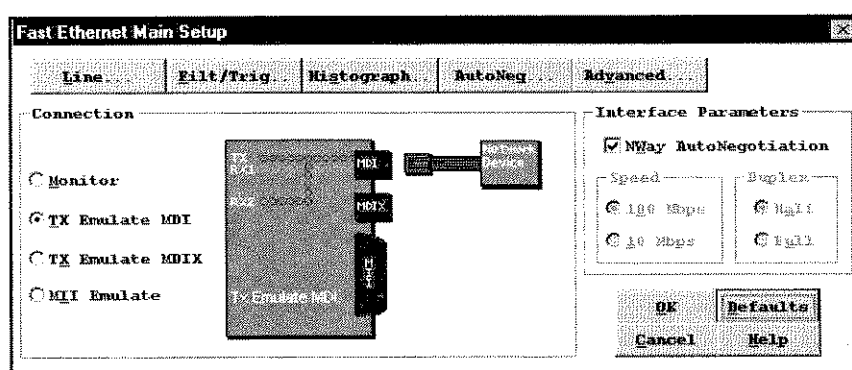 Fast Ethernet Main Setup
Line... Filt/Trig.. Histograph.. AutoNeg... Advanced...
Connection
Monitor
TX Emulate MDI
TX Emulate MDIX
MII Emulate
TX
RX1
RX2
MDI
MDIX
MII
Tx Emulate MDI
Device
Interface Parameters
NWay AutoNegotiation
Speed
100 Mbps
10 Mbps
Duplex
Half
Full
OK Defaults
Cancel Help